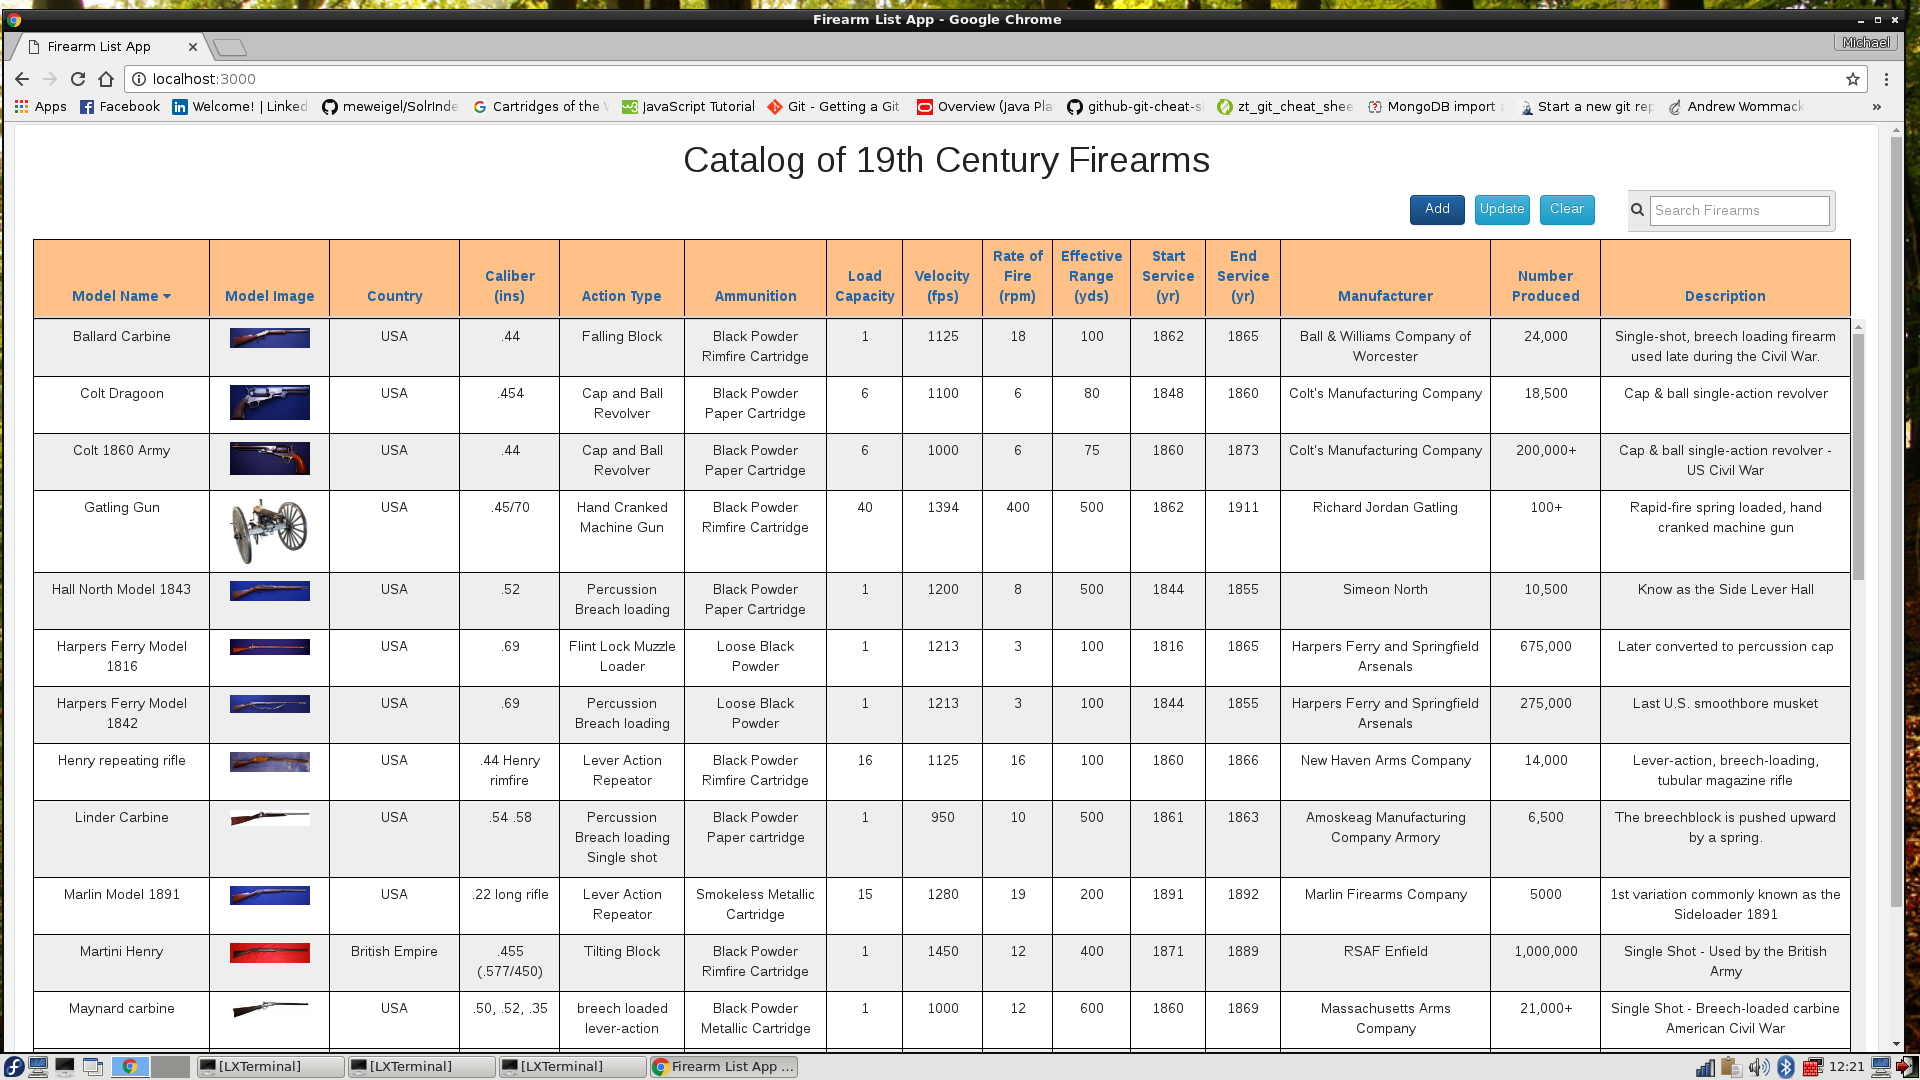 Firearm List App - Google Chrome
Firearm List App
Michael
localhost:3000
Apps Facebook Welcome! | Linked meweigel/SolrInde Cartridges of the JavaScript Tutorial Git - Getting a Git Overview (Java Pla github-git-cheat-s zt_git_cheat_shee MongoDB import Start a new git rep Andrew Wommack »
Catalog of 19th Century Firearms
Add Update Clear Search Firearms
Model Name Model Image Country Caliber (ins) Action Type Ammunition Load Capacity Velocity (fps) Rate of Fire (rpm) Effective Range (yds) Start Service (yr) End Service (yr) Manufacturer Number Produced Description
Ballard Carbine USA .44 Falling Block Black Powder Rimfire Cartridge 1 1125 18 100 1862 1865 Ball & Williams Company of Worcester 24,000 Single-shot, breech loading firearm used late during the Civil War.
Colt Dragoon USA .454 Cap and Ball Revolver Black Powder Paper Cartridge 6 1100 6 80 1848 1860 Colt's Manufacturing Company 18,500 Cap & ball single-action revolver
Colt 1860 Army USA .44 Cap and Ball Revolver Black Powder Paper Cartridge 6 1000 6 75 1860 1873 Colt's Manufacturing Company 200,000+ Cap & ball single-action revolver - US Civil War
Gatling Gun USA .45/70 Hand Cranked Machine Gun Black Powder Rimfire Cartridge 40 1394 400 500 1862 1911 Richard Jordan Gatling 100+ Rapid-fire spring loaded, hand cranked machine gun
Hall North Model 1843 USA .52 Percussion Breach loading Black Powder Paper Cartridge 1 1200 8 500 1844 1855 Simeon North 10,500 Know as the Side Lever Hall
Harpers Ferry Model 1816 USA .69 Flint Lock Muzzle Loader Loose Black Powder 1 1213 3 100 1816 1865 Harpers Ferry and Springfield Arsenals 675,000 Later converted to percussion cap
Harpers Ferry Model 1842 USA .69 Percussion Breach loading Loose Black Powder 1 1213 3 100 1844 1855 Harpers Ferry and Springfield Arsenals 275,000 Last U.S. smoothbore musket
Henry repeating rifle USA .44 Henry rimfire Lever Action Repeator Black Powder Rimfire Cartridge 16 1125 16 100 1860 1866 New Haven Arms Company 14,000 Lever-action, breech-loading, tubular magazine rifle
Linder Carbine USA .54 .58 Percussion Breach loading Single shot Black Powder Paper cartridge 1 950 10 500 1861 1863 Amoskeag Manufacturing Company Armory 6,500 The breechblock is pushed upward by a spring.
Marlin Model 1891 USA .22 long rifle Lever Action Repeator Smokeless Metallic Cartridge 15 1280 19 200 1891 1892 Marlin Firearms Company 5000 1st variation commonly known as the Sideloader 1891
Martini Henry British Empire .455 (.577/450) Tilting Block Black Powder Rimfire Cartridge 1 1450 12 400 1871 1889 RSAF Enfield 1,000,000 Single Shot - Used by the British Army
Maynard carbine USA .50, .52, .35 breech loaded lever-action Black Powder Metallic Cartridge 1 1000 12 600 1860 1869 Massachusetts Arms Company 21,000+ Single Shot - Breech-loaded carbine American Civil War
[LXTerminal] [LXTerminal] [LXTerminal] Firearm List App ... 12:21